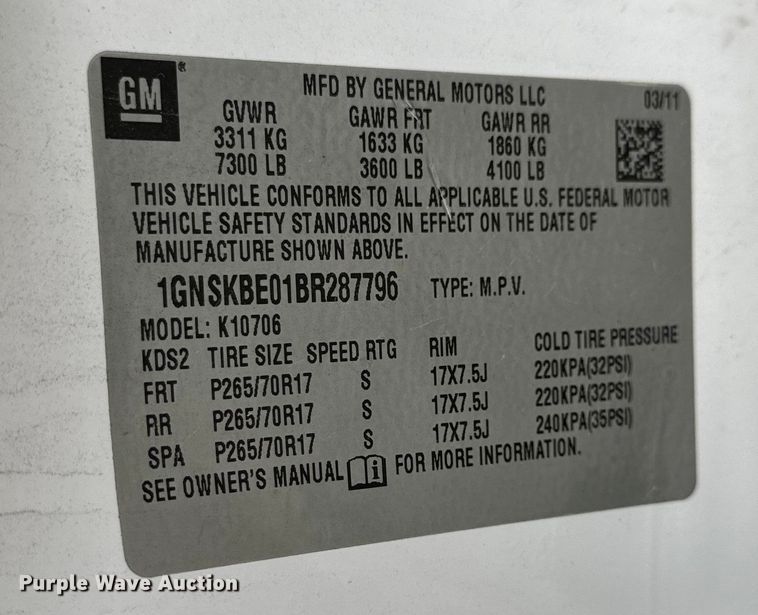 GM ®
MFD BY GENERAL MOTORS LLC 03/11
GVWR GAWR FRT GAWR RR
3311 KG 1633 KG 1860 KG
7300 LB 3600 LB 4100 LB
THIS VEHICLE CONFORMS TO ALL APPLICABLE U.S. FEDERAL MOTOR
VEHICLE SAFETY STANDARDS IN EFFECT ON THE DATE OF
MANUFACTURE SHOWN ABOVE.
1GNSKBE01BR287796 TYPE: M.P.V.
MODEL: K10706
KDS2 TIRE SIZE SPEED RTG RIM COLD TIRE PRESSURE
FRT P265/70R17 S 17X7.5J 220KPA(32PSI)
RR P265/70R17 S 17X7.5J 220KPA(32PSI)
SPA P265/70R17 S 17X7.5J 240KPA(35PSI)
SEE OWNER'S MANUAL i FOR MORE INFORMATION.
Purple Wave Auction